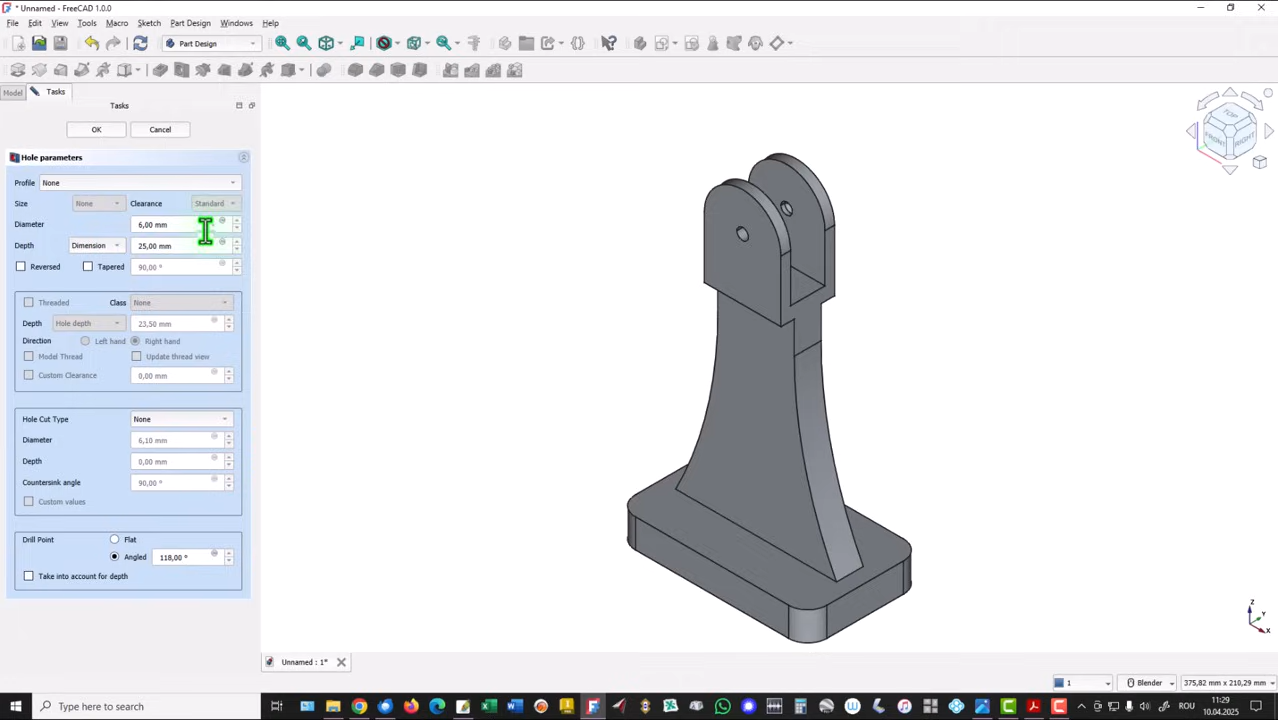 * Unnamed - FreeCAD 1.0.0
File Edit View Tools Macro Sketch Part Design Windows Help
Part Design
Model Tasks
Tasks
OK Cancel
Hole parameters
Profile None
Size None Clearance Standard
Diameter 6,00 mm
Depth Dimension 25,00 mm
Reversed Tapered 90,00 °
Threaded Class None
Depth Hole depth 23,50 mm
Direction Left hand Right hand
Model Thread Update thread view
Custom Clearance 0,00 mm
Hole Cut Type None
Diameter 6,10 mm
Depth 0,00 mm
Countersink angle 90,00 °
Custom values
Drill Point Flat
Angled 118,00 °
Take into account for depth
TOP
FRONT RIGHT
Z
Y
X
Unnamed : 1*
1 Blender 375,82 mm x 210,29 mm
Type here to search
11:29
10.04.2025